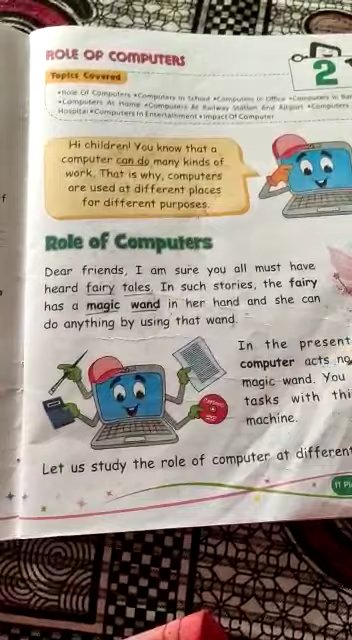 ROLE OF COMPUTERS
2
Topics Covered
•Role Of Computers •Computers In School •Computers In Office •Computers In
•Computers At Home •Computers At Railway Station And Airport •Computers
Hospital •Computers In Entertainment •Impact Of Computer
Hi children! You know that a
computer can do many kinds of
work. That is why, computers
are used at different places
for different purposes.
Role of Computers
Dear friends, I am sure you all must have
heard fairy tales. In such stories, the fairy
has a magic wand in her hand and she can
do anything by using that wand.
In the present
computer acts
magic wand. You
tasks with
machine.
Let us study the role of computer at different